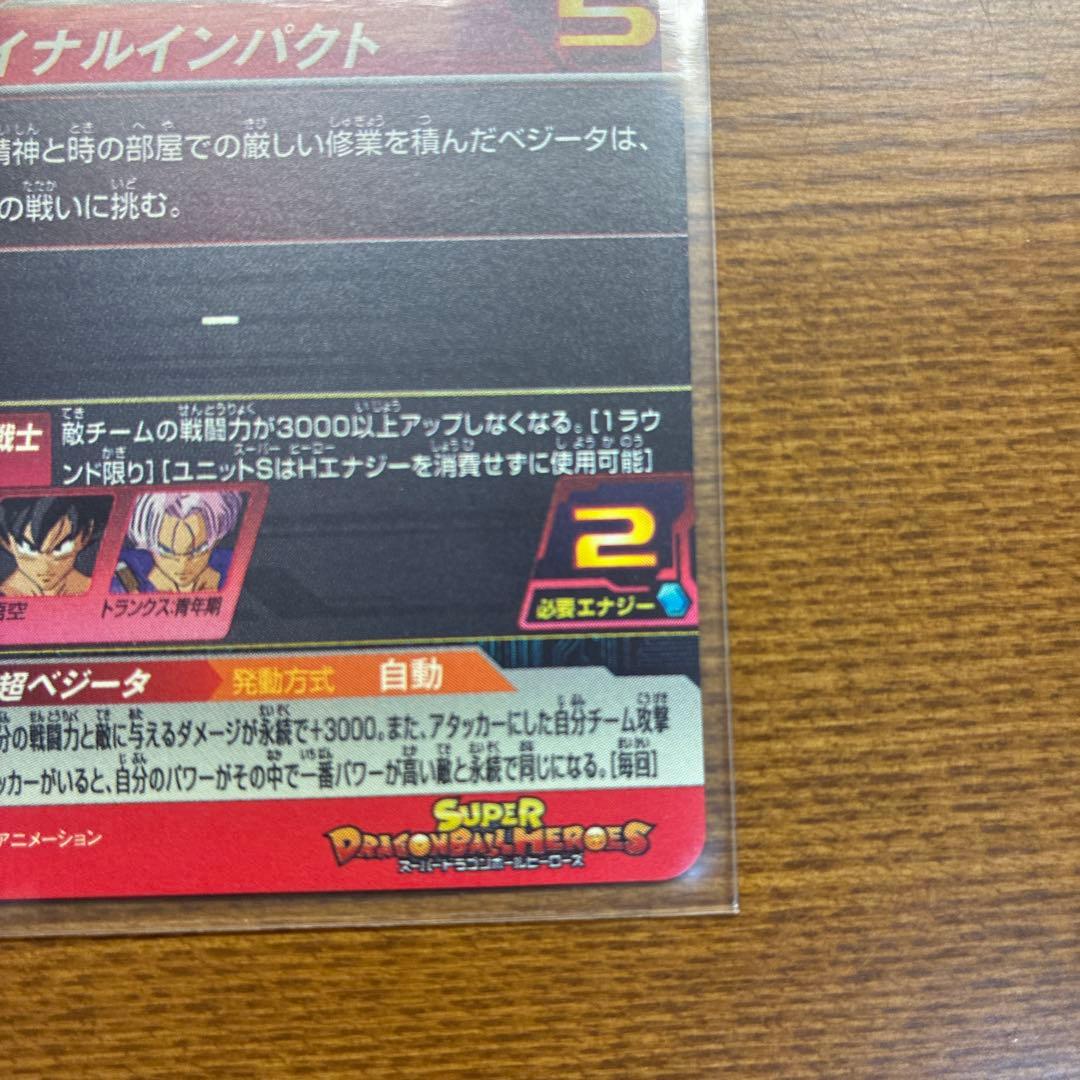 イナルインパクト
5
精神と時の部屋での厳しい修業を積んだベジータは、
の戦いに挑む。
ー
戦士
敵チームの戦闘力が3000以上アップしなくなる。[1ラウ
ンド限り][ユニットSはHエナジーを消費せずに使用可能]
悟空
トランクス:青年期
2
必要エナジー
超ベジータ 発動方式 自動
分の戦闘力と敵に与えるダメージが永続で+3000。また、アタッカーにした自分チーム攻撃
ッカーがいると、自分のパワーがその中で一番パワーが高い敵と永続で同じになる。[毎回]
アニメーション
SUPER
DRAGONBALL HEROES
スーパードラゴンボールヒーローズ